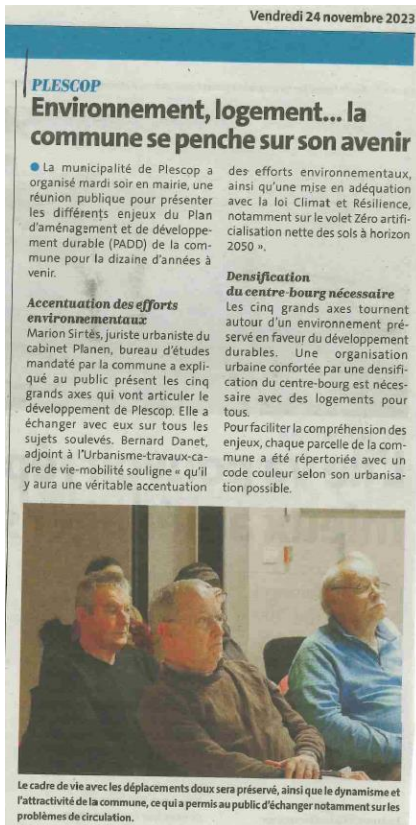 Vendredi 24 novembre 2023
PLESCOP
Environnement, logement... la
commune se penche sur son avenir
● La municipalité de Plescop a
organisé mardi soir en mairie, une
réunion publique pour présenter
les différents enjeux du Plan
d'aménagement et de développe-
ment durable (PADD) de la com-
mune pour la dizaine d'années à
venir.
Accentuation des efforts
environnementaux
Marion Sirtès, juriste urbaniste du
cabinet Planen, bureau d'études
mandaté par la commune a expli-
qué au public présent les cinq
grands axes qui vont articuler le
développement de Plescop. Elle a
échanger avec eux sur tous les
sujets soulevés. Bernard Danet,
adjoint à l'Urbanisme-travaux-ca-
dre de vie-mobilité souligne « qu'il
y aura une véritable accentuation
des efforts environnementaux,
ainsi qu'une mise en adéquation
avec la loi Climat et Résilience,
notamment sur le volet Zéro artifi-
cialisation nette des sols à horizon
2050 ».
Densification
du centre-bourg nécessaire
Les cinq grands axes tournent
autour d'un environnement pré-
servé en faveur du développement
durables. Une organisation
urbaine confortée par une densifi-
cation du centre-bourg est néces-
saire avec des logements pour
tous.
Pour faciliter la compréhension des
enjeux, chaque parcelle de la com-
mune a été répertoriée avec un
code couleur selon son urbanisa-
tion possible.
Le cadre de vie avec les déplacements doux sera préservé, ainsi que le dynamisme et
l'attractivité de la commune, ce qui a permis au public d'échanger notamment sur les
problèmes de circulation.